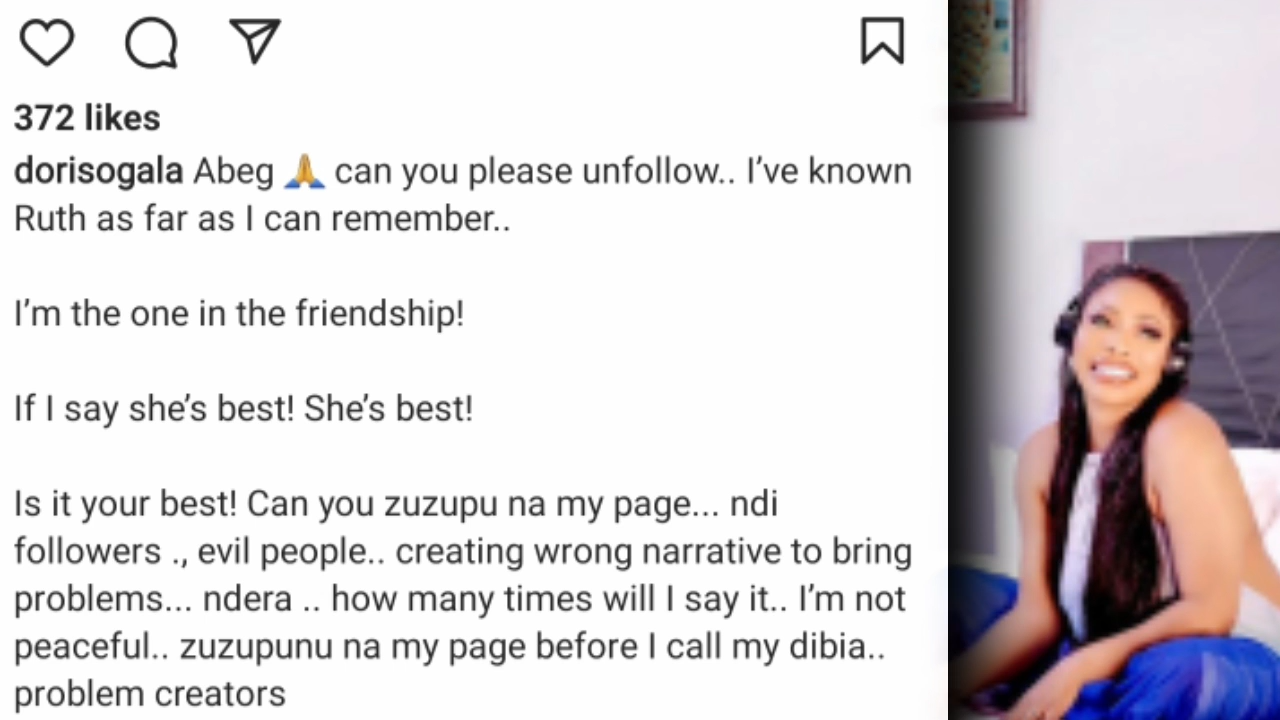 372 likes
dorisogala Abeg 🙏 can you please unfollow.. I’ve known
Ruth as far as I can remember..
I’m the one in the friendship!
If I say she’s best! She’s best!
Is it your best! Can you zuzupu na my page... ndi
followers ., evil people.. creating wrong narrative to bring
problems... ndera .. how many times will I say it.. I’m not
peaceful.. zuzupunu na my page before I call my dibia..
problem creators